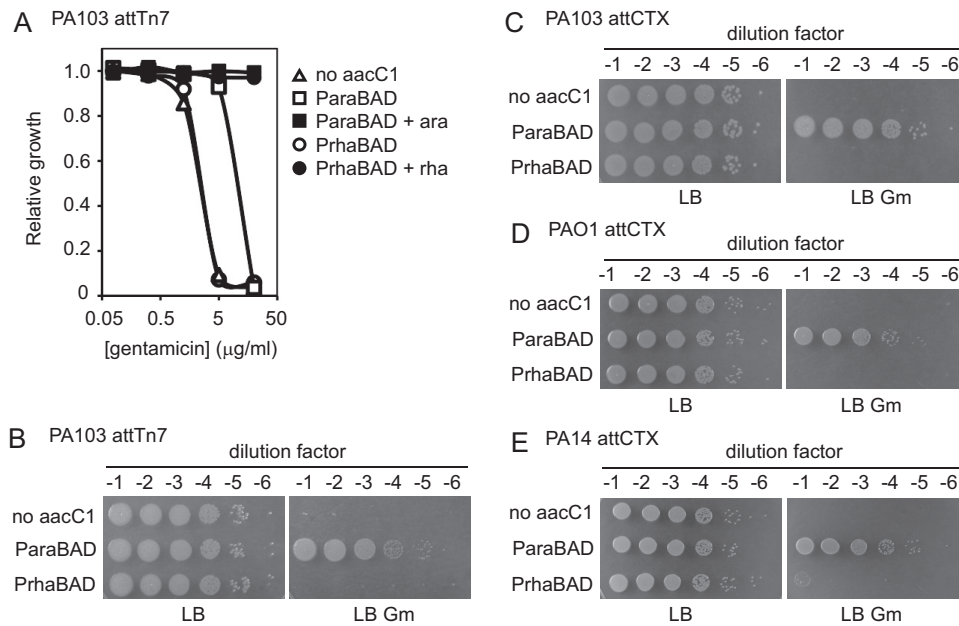 A PA103 attTn7
Relative growth
1.0
0.8
0.6
0.4
0.2
0
0.05 0.5 5 50
[gentamicin] (μg/ml)
no aacC1
ParaBAD
ParaBAD + ara
PrhaBAD
PrhaBAD + rha
B PA103 attTn7
dilution factor
-1 -2 -3 -4 -5 -6 -1 -2 -3 -4 -5 -6
no aacC1
ParaBAD
PrhaBAD
LB LB Gm
C PA103 attCTX
dilution factor
-1 -2 -3 -4 -5 -6 -1 -2 -3 -4 -5 -6
no aacC1
ParaBAD
PrhaBAD
LB LB Gm
D PAO1 attCTX
dilution factor
-1 -2 -3 -4 -5 -6 -1 -2 -3 -4 -5 -6
no aacC1
ParaBAD
PrhaBAD
LB LB Gm
E PA14 attCTX
dilution factor
-1 -2 -3 -4 -5 -6 -1 -2 -3 -4 -5 -6
no aacC1
ParaBAD
PrhaBAD
LB LB Gm